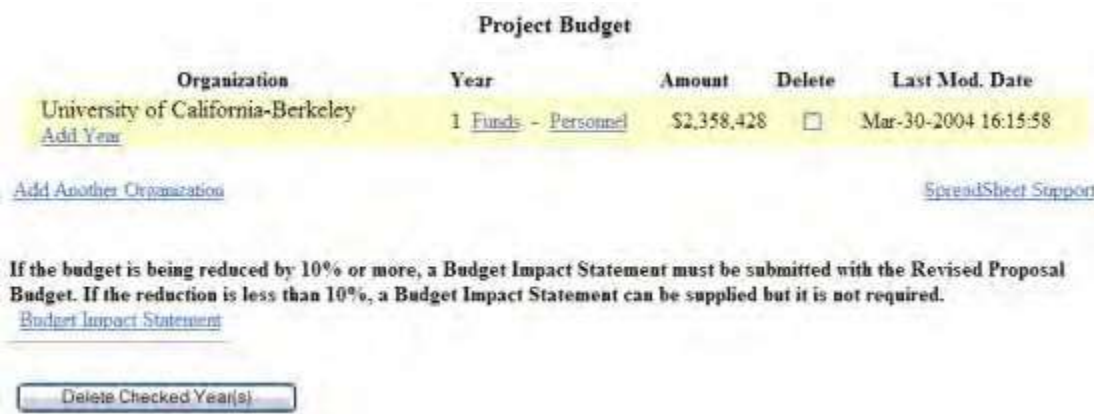 Project Budget
Organization Year Amount Delete Last Mod. Date
University of California-Berkeley 1 Funds - Personnel $2,358,428 Mar-30-2004 16:15:58
Add Year
Add Another Organization SpreadSheet Support
If the budget is being reduced by 10% or more, a Budget Impact Statement must be submitted with the Revised Proposal
Budget. If the reduction is less than 10%, a Budget Impact Statement can be supplied but it is not required.
Budget Impact Statement
Delete Checked Year(s)